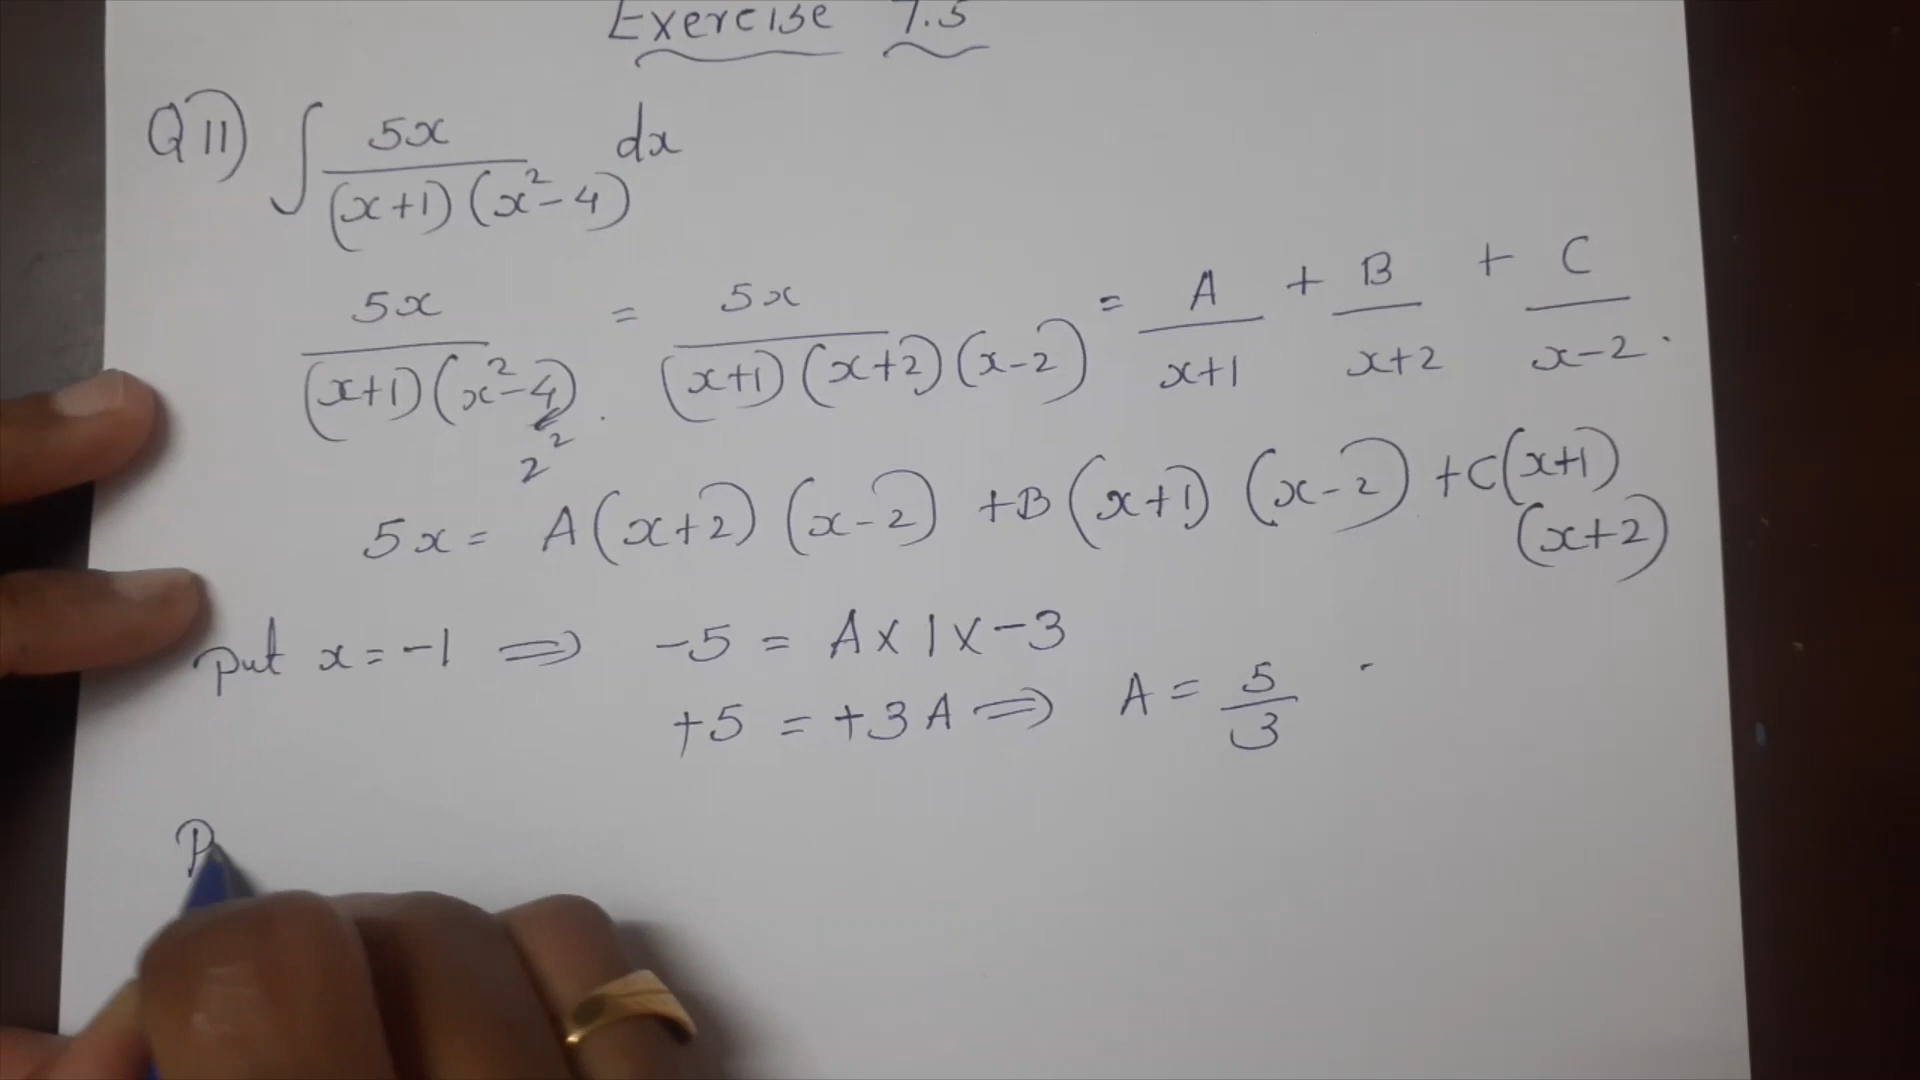 Exercise 7.5
Q11) ∫ 5x / (x+1)(x²-4) dx
5x / (x+1)(x²-4) = 5x / (x+1)(x+2)(x-2) = A / x+1 + B / x+2 + C / x-2.
2²
5x = A(x+2)(x-2) +B(x+1)(x-2) +C(x+1)
(x+2)
put x=-1 ⟹ -5 = A×1×-3
+5 = +3A ⟹ A = 5/3
P